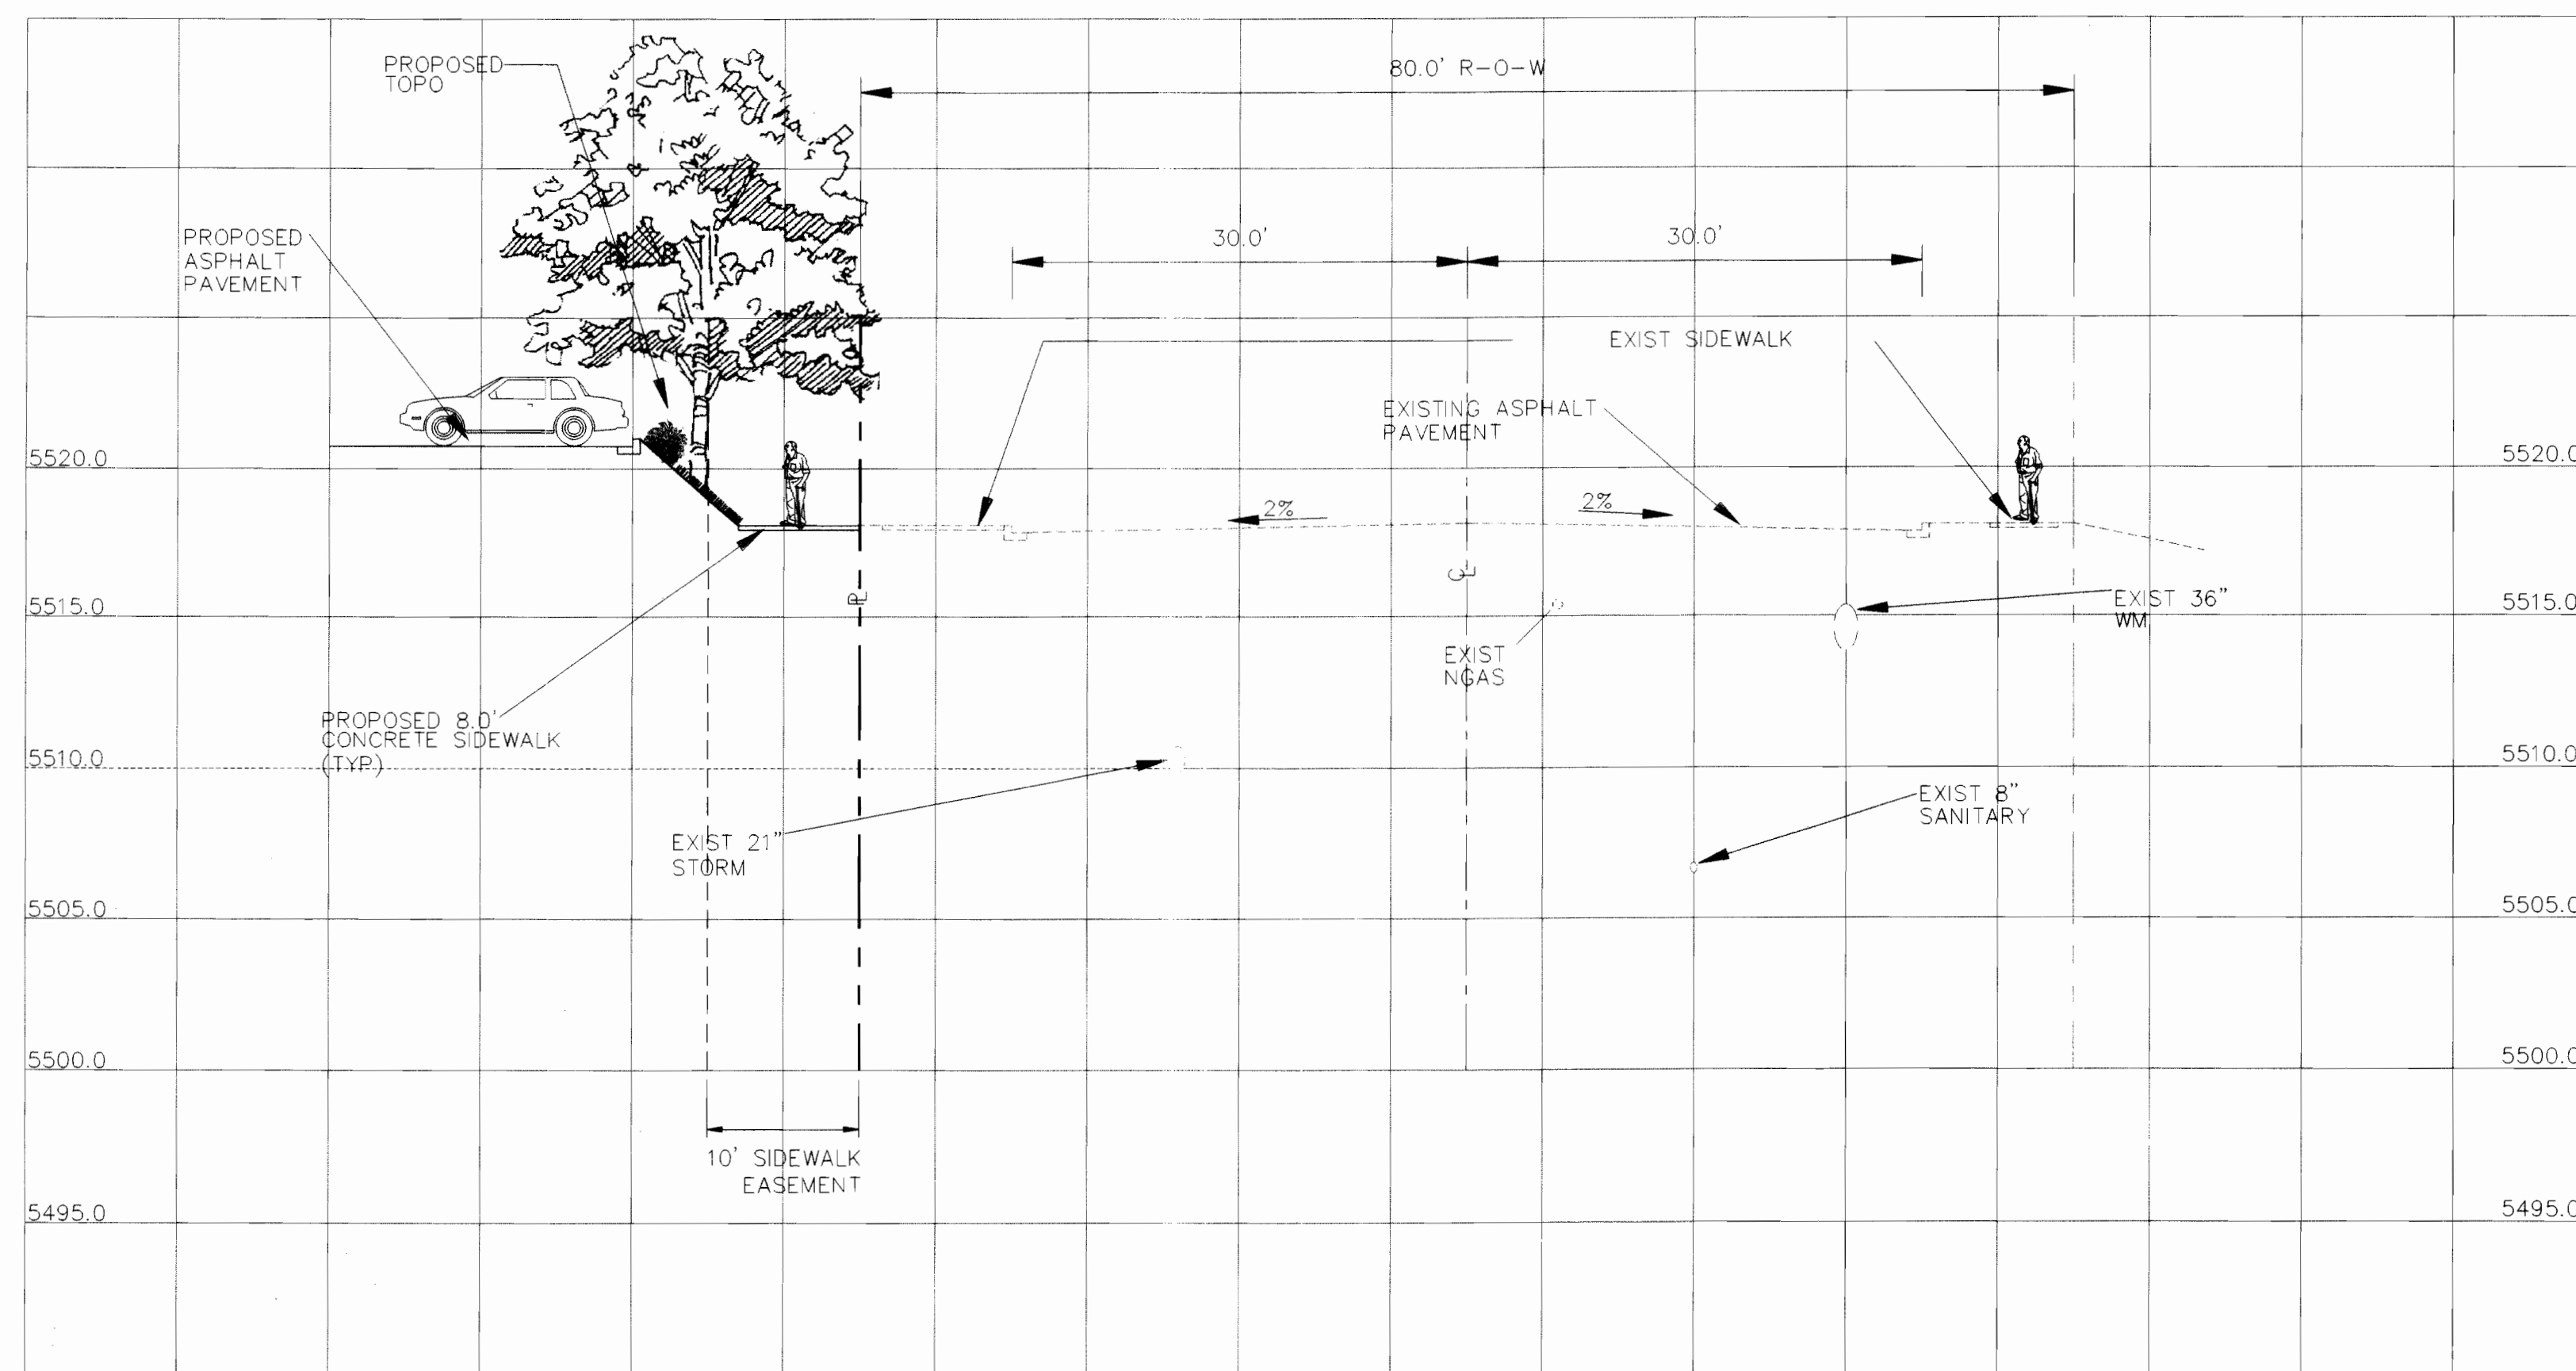 PROPOSED
TOPO
80.0' R-O-W
PROPOSED
ASPHALT
PAVEMENT
30.0'
30.0'
EXIST SIDEWALK
EXISTING ASPHALT
PAVEMENT
5520.0
5520.0
2%
2%
CL
PL
5515.0
5515.0
EXIST 36"
WM
EXIST
NGAS
PROPOSED 8.0'
CONCRETE SIDEWALK
(TYP.)
5510.0
5510.0
EXIST 8"
SANITARY
EXIST 21"
STORM
5505.0
5505.0
5500.0
5500.0
10' SIDEWALK
EASEMENT
5495.0
5495.0